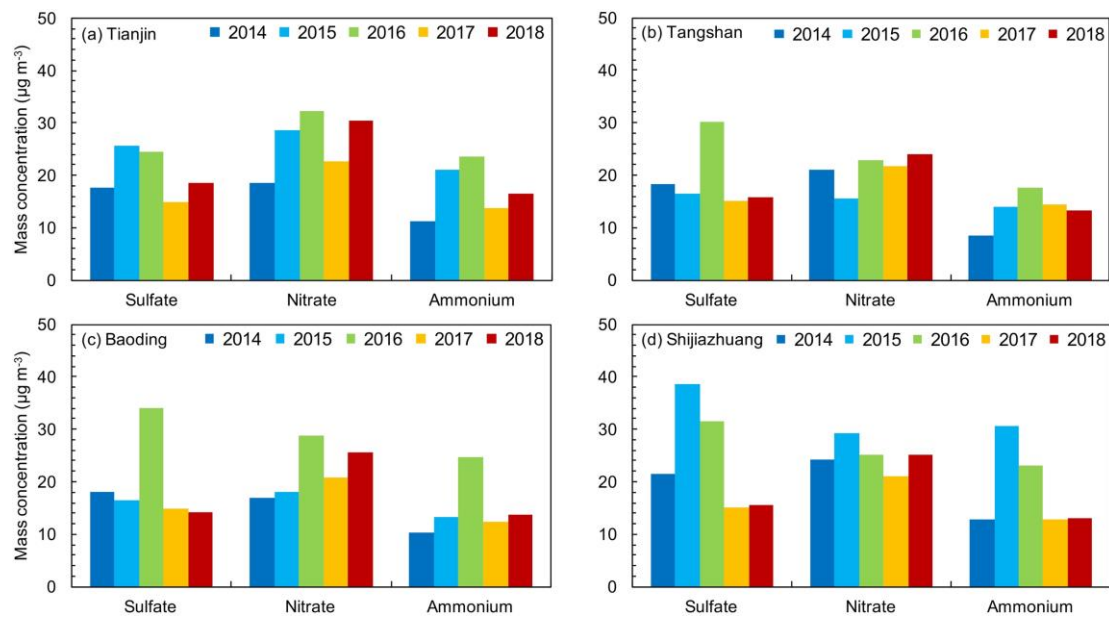 (a) Tianjin 2014 2015 2016 2017 2018
Mass concentration (μg m-3)
50
40
30
20
10
0
Sulfate Nitrate Ammonium
(b) Tangshan 2014 2015 2016 2017 2018
50
40
30
20
10
0
Sulfate Nitrate Ammonium
(c) Baoding 2014 2015 2016 2017 2018
Mass concentration (μg m-3)
50
40
30
20
10
0
Sulfate Nitrate Ammonium
(d) Shijiazhuang 2014 2015 2016 2017 2018
50
40
30
20
10
0
Sulfate Nitrate Ammonium